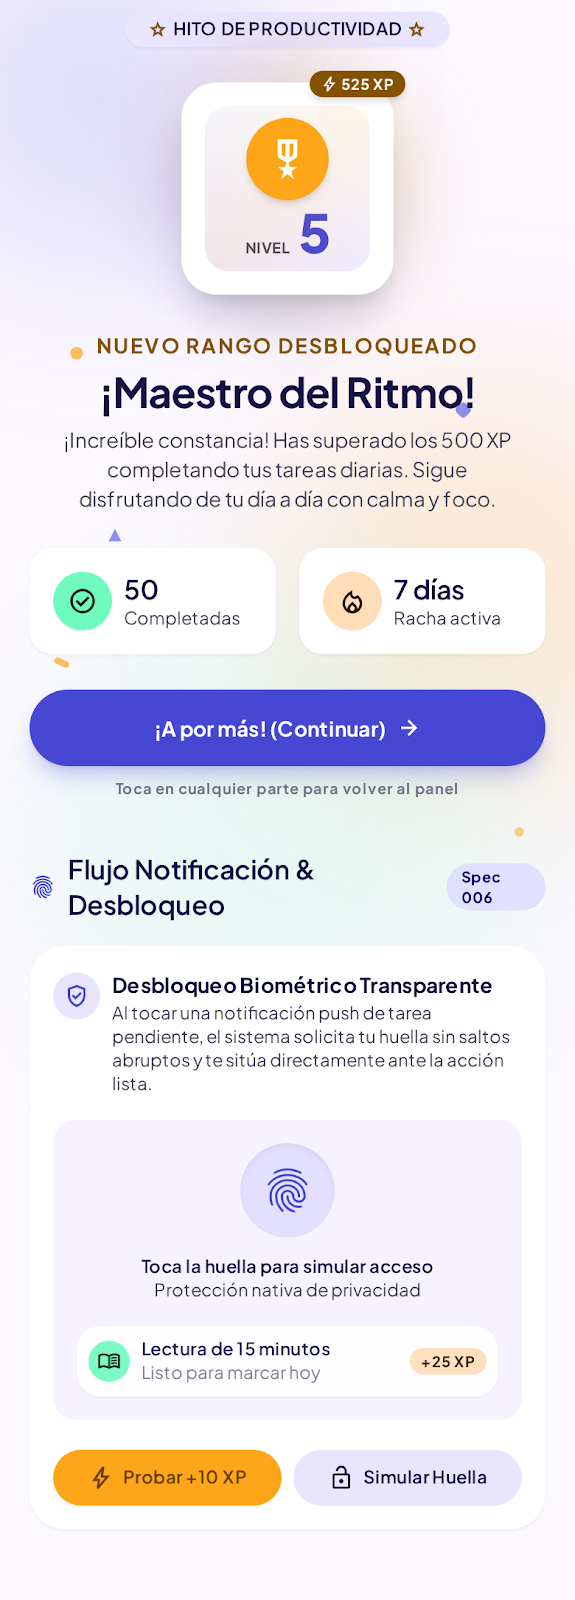 HITO DE PRODUCTIVIDAD
525 XP
NIVEL 5
NUEVO RANGO DESBLOQUEADO
¡Maestro del Ritmo!
¡Increíble constancia! Has superado los 500 XP
completando tus tareas diarias. Sigue
disfrutando de tu día a día con calma y foco.
50
Completadas
7 días
Racha activa
¡A por más! (Continuar)
Toca en cualquier parte para volver al panel
Flujo Notificación &
Desbloqueo
Spec
006
Desbloqueo Biométrico Transparente
Al tocar una notificación push de tarea
pendiente, el sistema solicita tu huella sin saltos
abruptos y te sitúa directamente ante la acción
lista.
Toca la huella para simular acceso
Protección nativa de privacidad
Lectura de 15 minutos
Listo para marcar hoy
+25 XP
Probar +10 XP
Simular Huella